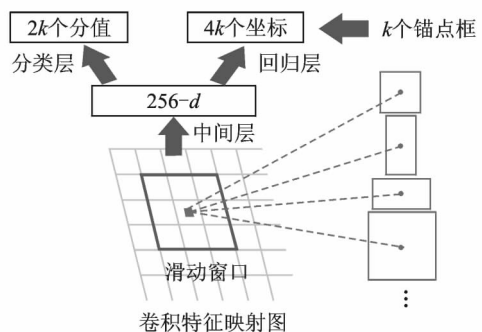 2k个分值
4k个坐标
k个锚点框
分类层
回归层
256-d
中间层
滑动窗口
卷积特征映射图